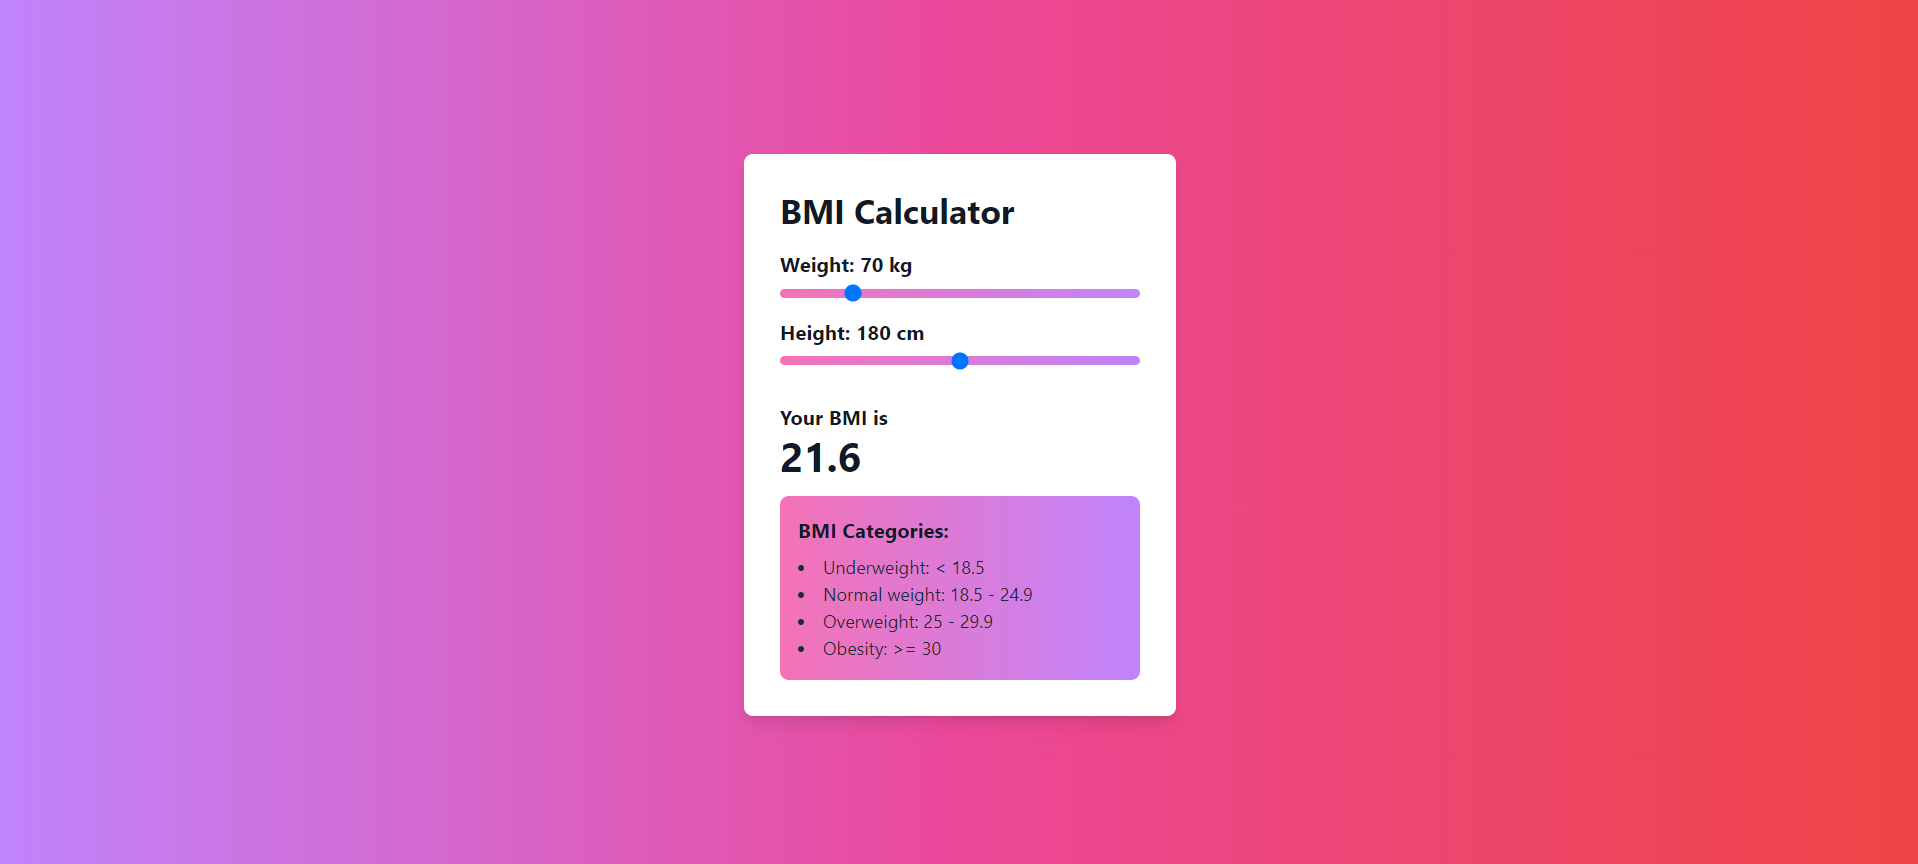 BMI Calculator
Weight: 70 kg
Height: 180 cm
Your BMI is
21.6
BMI Categories:
• Underweight: < 18.5
• Normal weight: 18.5 - 24.9
• Overweight: 25 - 29.9
• Obesity: >= 30